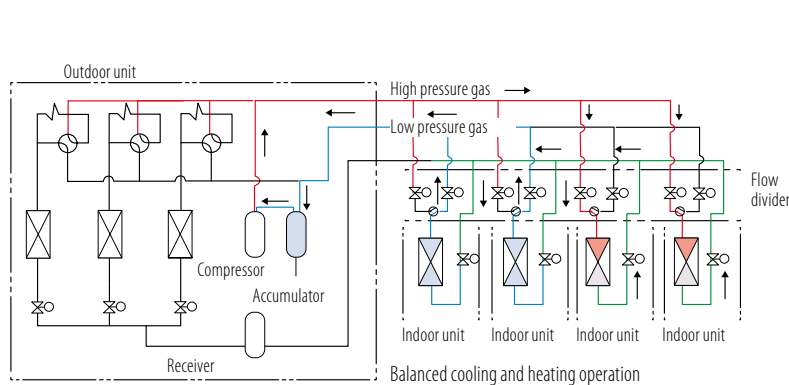 Outdoor unit
High pressure gas
Low pressure gas
Flow
divider
Compressor
Accumulator
Receiver
Indoor unit
Indoor unit
Indoor unit
Indoor unit
Balanced cooling and heating operation